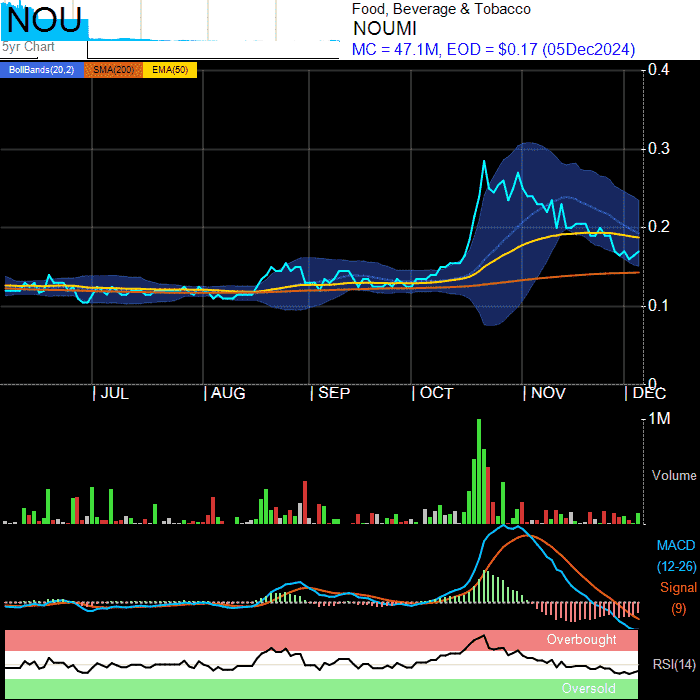 NOU
Food, Beverage & Tobacco
NOUMI
5yr Chart
MC = 47.1M, EOD = $0.17 (05Dec2024)
BollBands(20,2) SMA(200) EMA(50)
0.4
0.3
0.2
0.1
0
JUL AUG SEP OCT NOV DEC
1M
Volume
MACD
(12-26)
Signal
(9)
Overbought
RSI(14)
Oversold